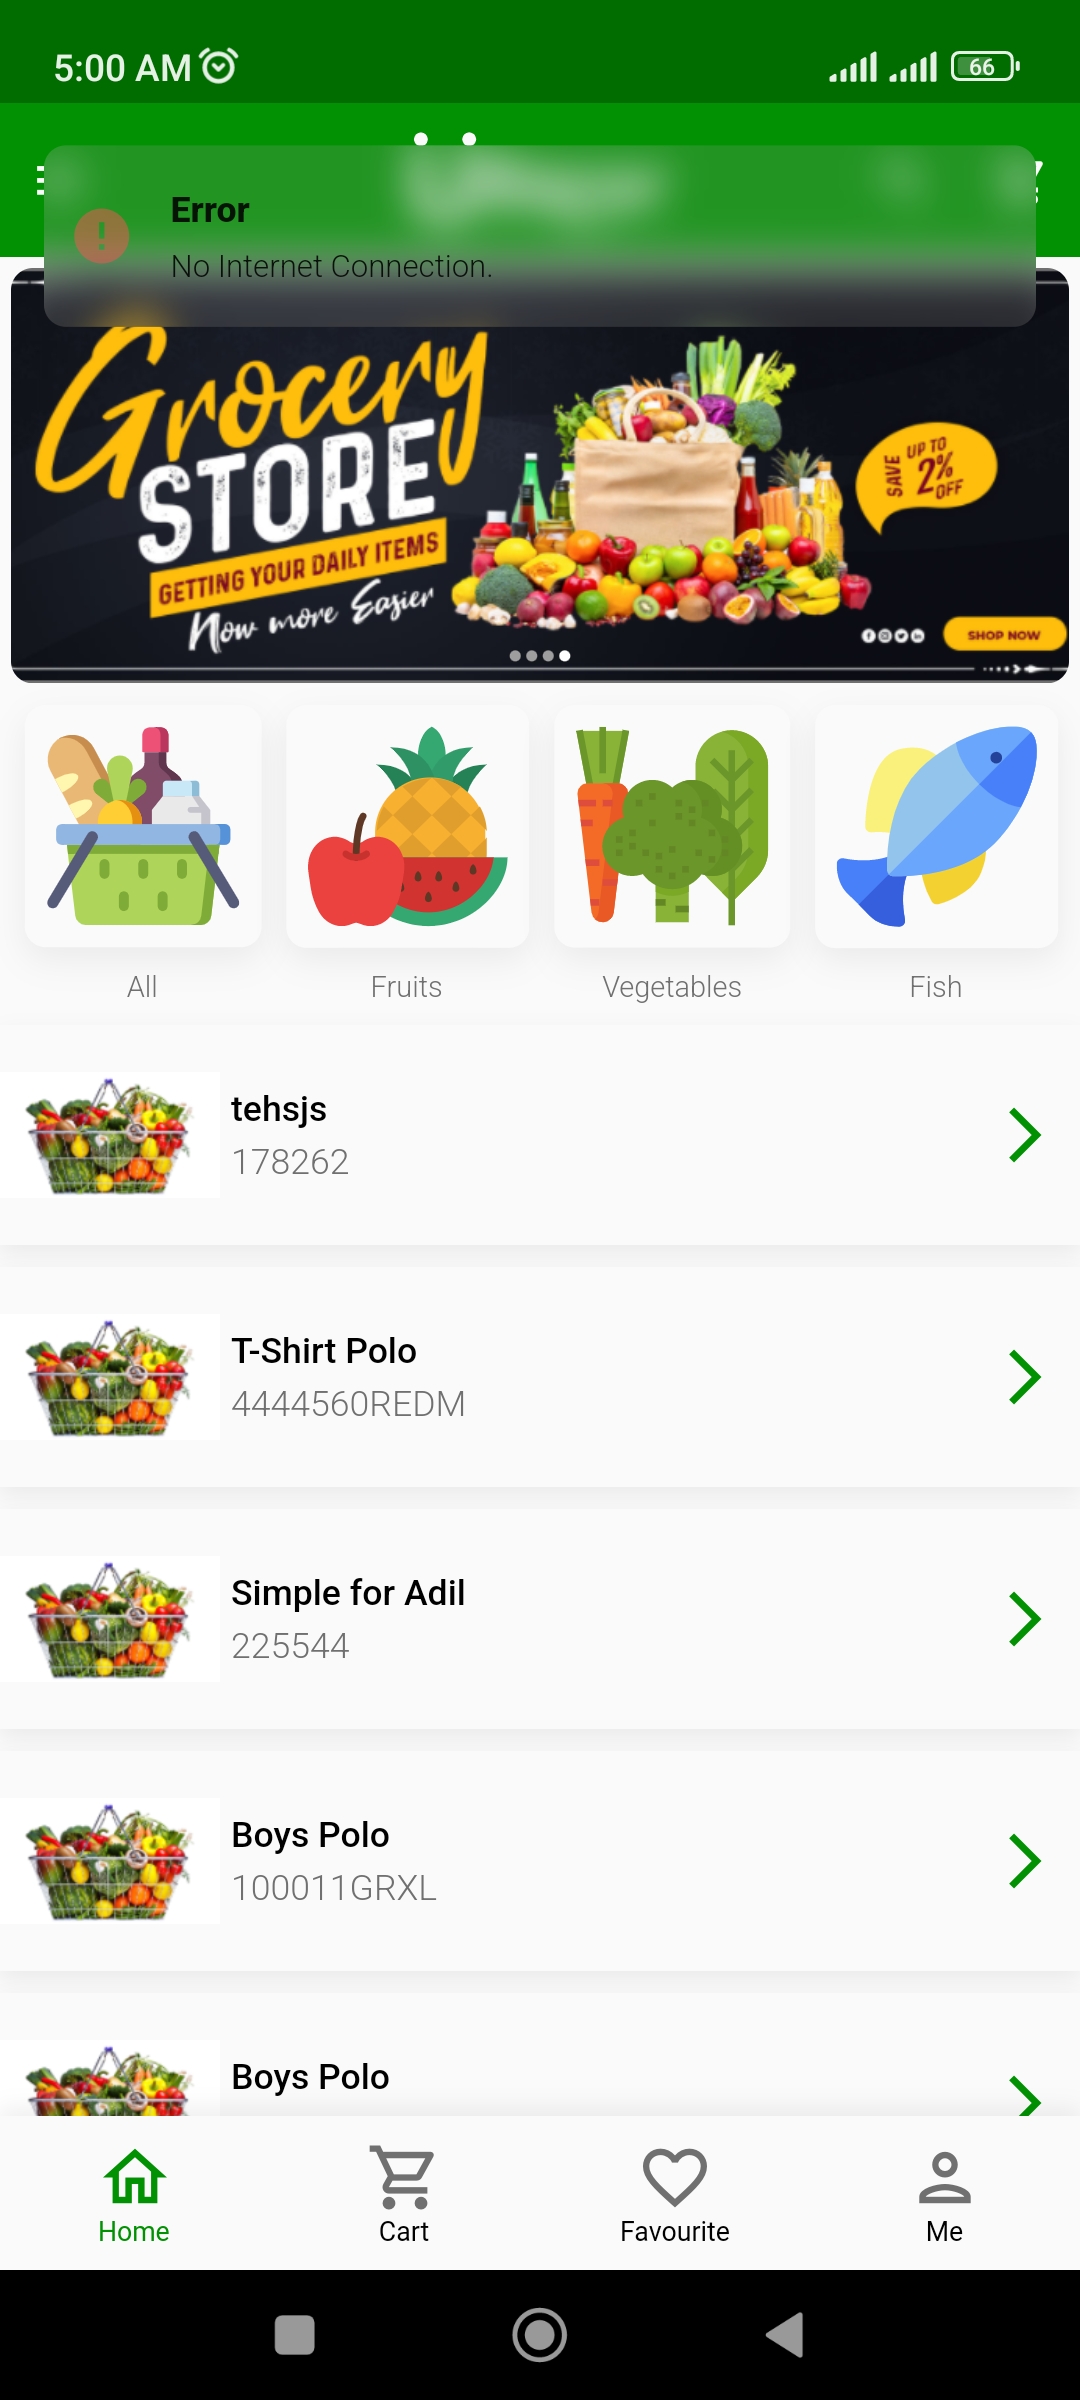 5:00 AM
66
Error
No Internet Connection.
Grocery
STORE
GETTING YOUR DAILY ITEMS
Now more Easier
SAVE
UP TO
2%
OFF
SHOP NOW
All
Fruits
Vegetables
Fish
tehsjs
178262
T-Shirt Polo
4444560REDM
Simple for Adil
225544
Boys Polo
100011GRXL
Boys Polo
Home
Cart
Favourite
Me